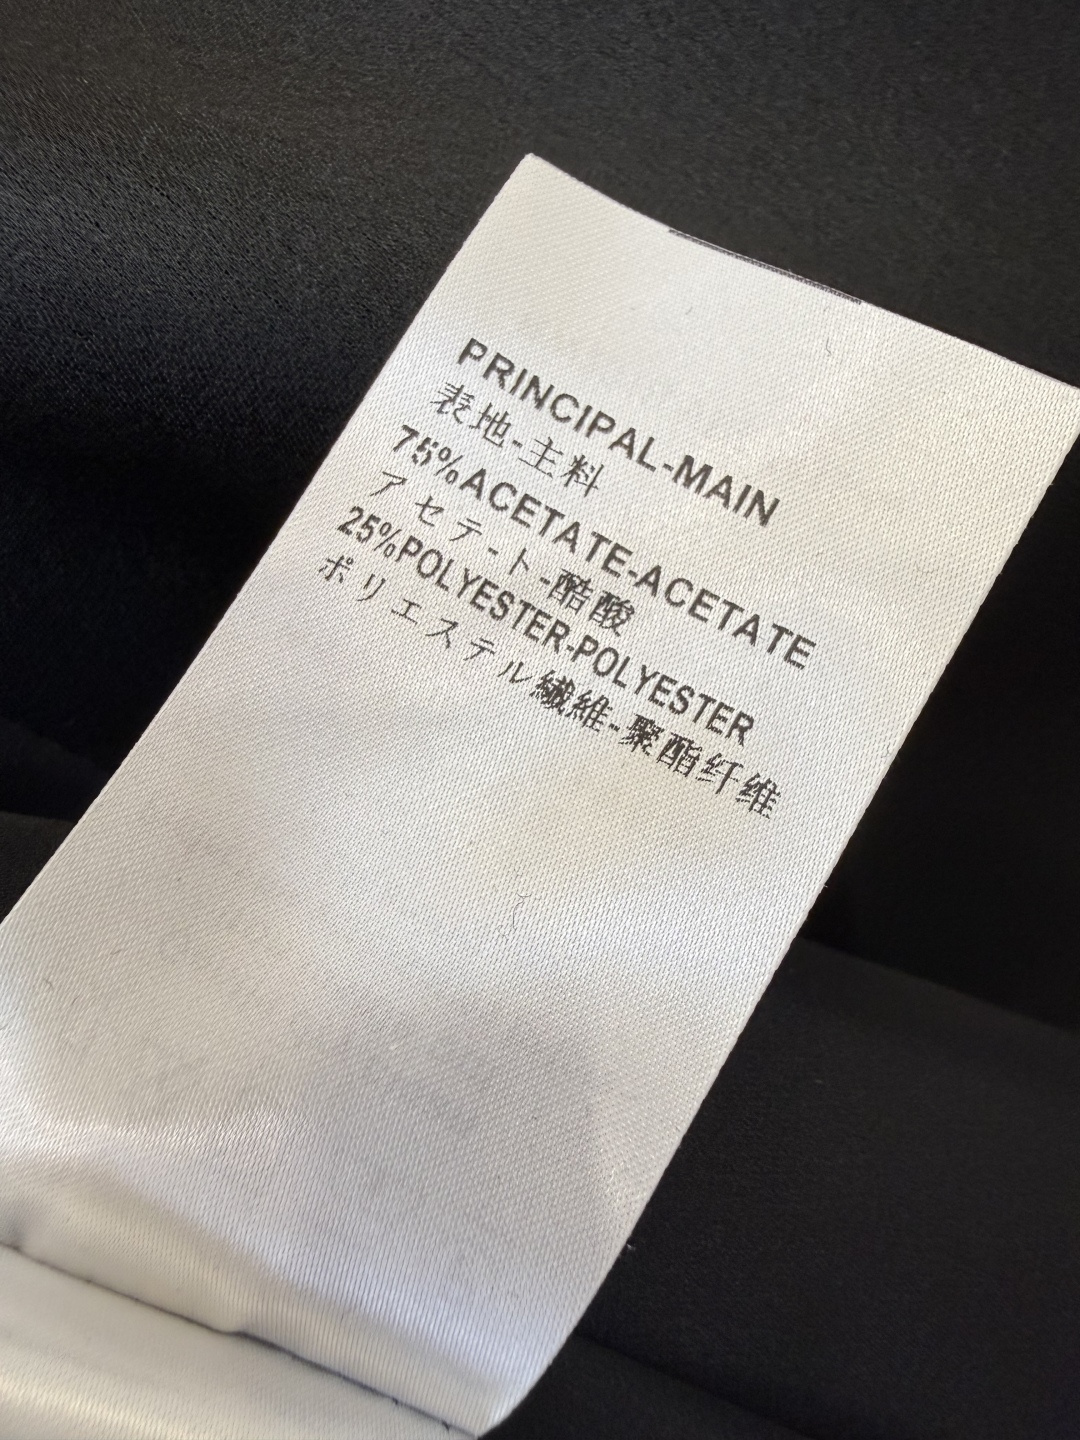 PRINCIPAL-MAIN
表地-主料
75%ACETATE-ACETATE
アセテ-ト-醋酸
25%POLYESTER-POLYESTER
ポリエステル繊維-聚酯纤维